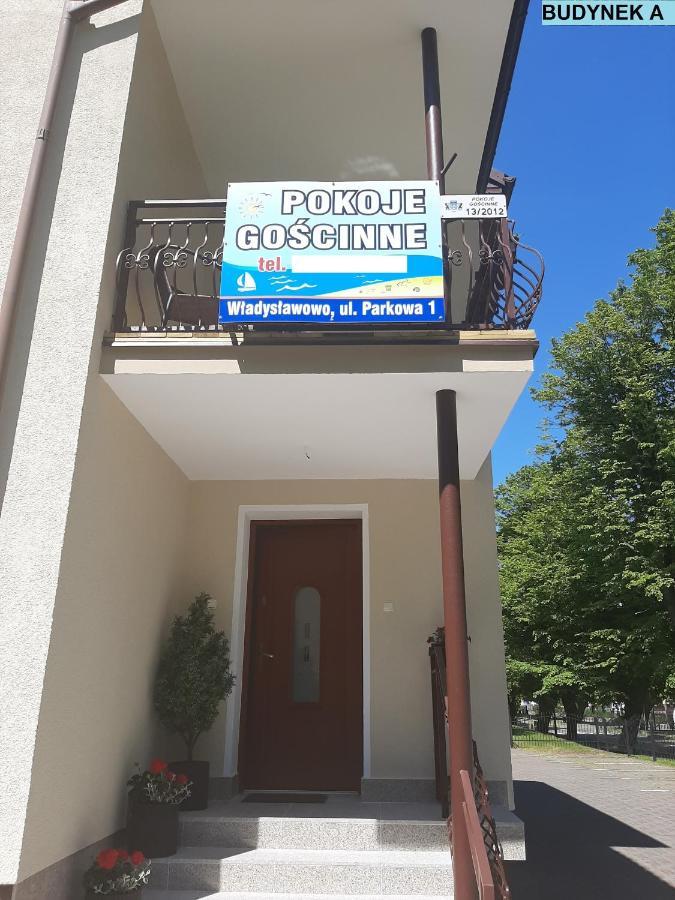 BUDYNEK A
POKOJE
GOŚCINNE
tel.
Władysławowo, ul. Parkowa 1
POKOJE
GOŚCINNE
13/2012